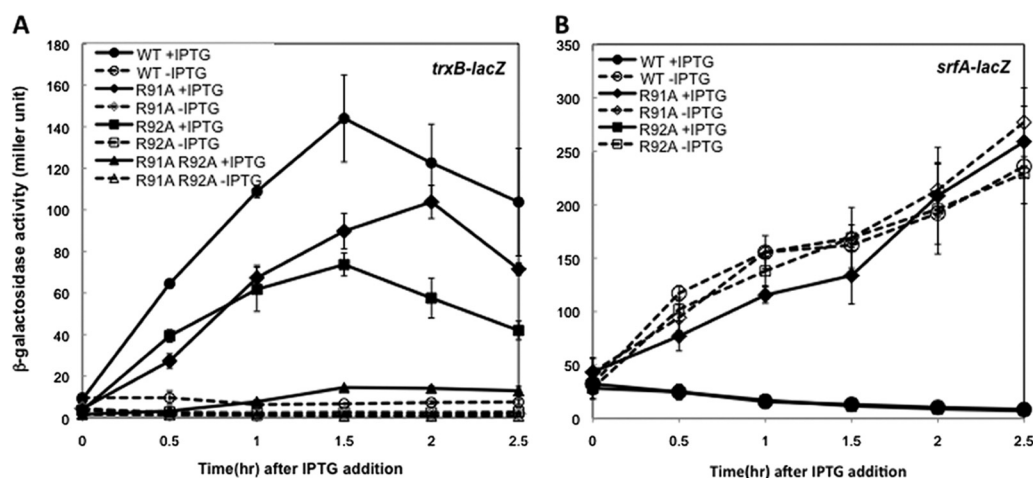 A
B
180
160
140
120
100
80
60
40
20
0
β-galactosidase activity (miller unit)
WT +IPTG
WT -IPTG
R91A +IPTG
R91A -IPTG
R92A +IPTG
R92A -IPTG
R91A R92A +IPTG
R91A R92A -IPTG
trxB-lacZ
0 0.5 1 1.5 2 2.5
Time(hr) after IPTG addition
350
300
250
200
150
100
50
0
WT +IPTG
WT -IPTG
R91A +IPTG
R91A -IPTG
R92A +IPTG
R92A -IPTG
srfA-lacZ
0 0.5 1 1.5 2 2.5
Time(hr) after IPTG addition